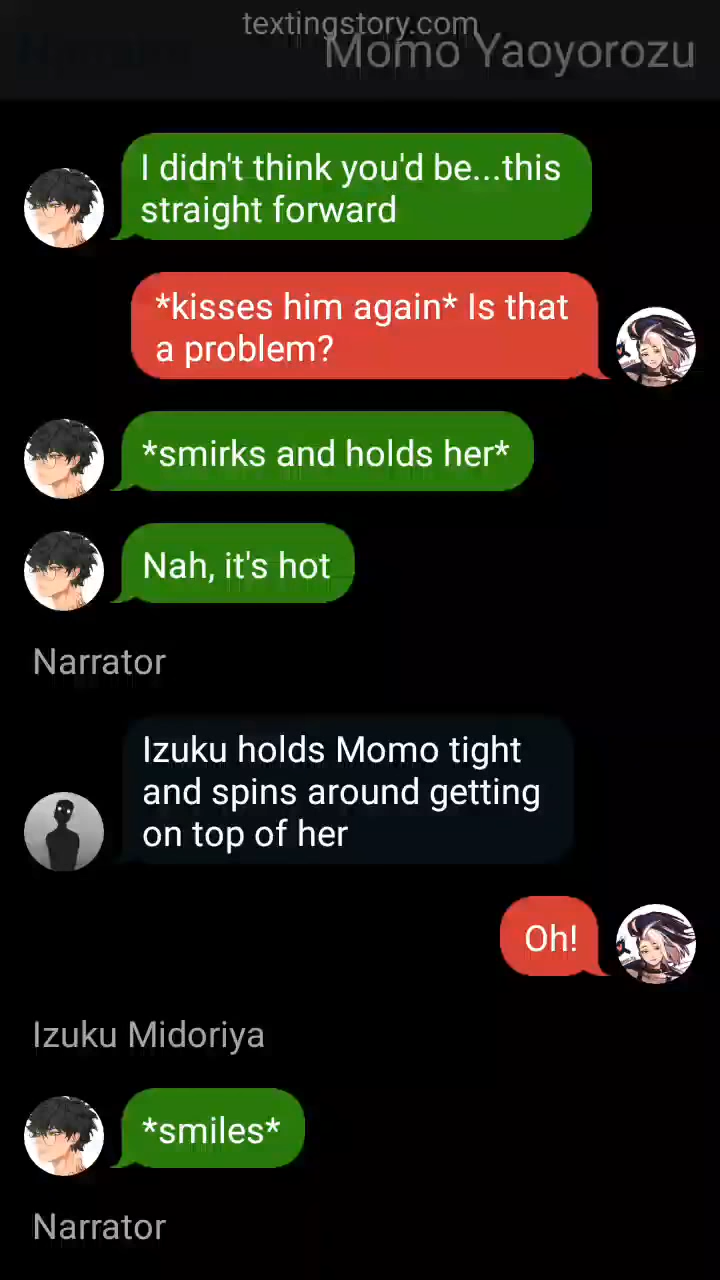 textingstory.com
Momo Yaoyorozu
I didn't think you'd be...this
straight forward
*kisses him again* Is that
a problem?
*smirks and holds her*
Nah, it's hot
Narrator
Izuku holds Momo tight
and spins around getting
on top of her
Oh!
Izuku Midoriya
*smiles*
Narrator